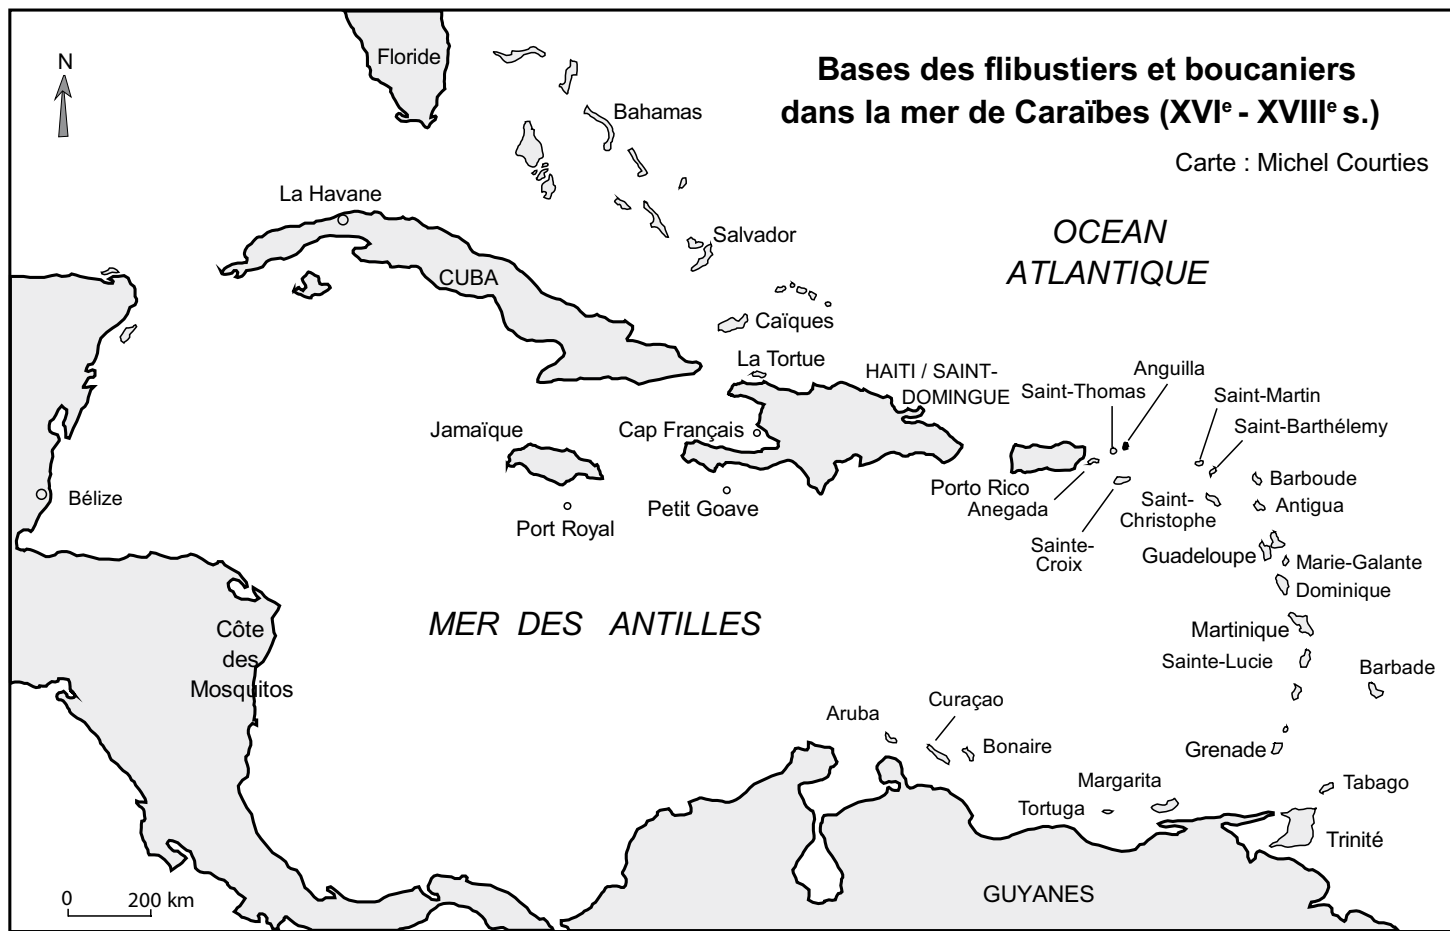 Bases des flibustiers et boucaniers
dans la mer de Caraïbes (XVIe - XVIIIe s.)
Carte : Michel Courties
N
Floride
Bahamas
La Havane
Salvador
OCEAN
ATLANTIQUE
CUBA
Caïques
La Tortue
HAITI / SAINT-
DOMINGUE
Anguilla
Saint-Thomas
Saint-Martin
Saint-Barthélemy
Jamaïque
Cap Français
Porto Rico
Anegada
Barboude
Bélize
Port Royal
Petit Goave
Saint-
Christophe
Antigua
Sainte-
Croix
Guadeloupe
Marie-Galante
Dominique
MER DES ANTILLES
Côte
des
Mosquitos
Martinique
Sainte-Lucie
Barbade
Aruba
Curaçao
Bonaire
Grenade
Margarita
Tortuga
Tabago
Trinité
GUYANES
0 200 km